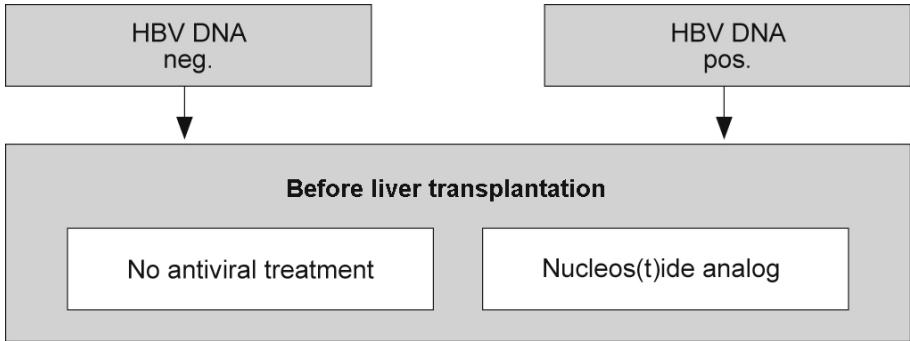 HBV DNA
neg.
HBV DNA
pos.
Before liver transplantation
No antiviral treatment
Nucleos(t)ide analog